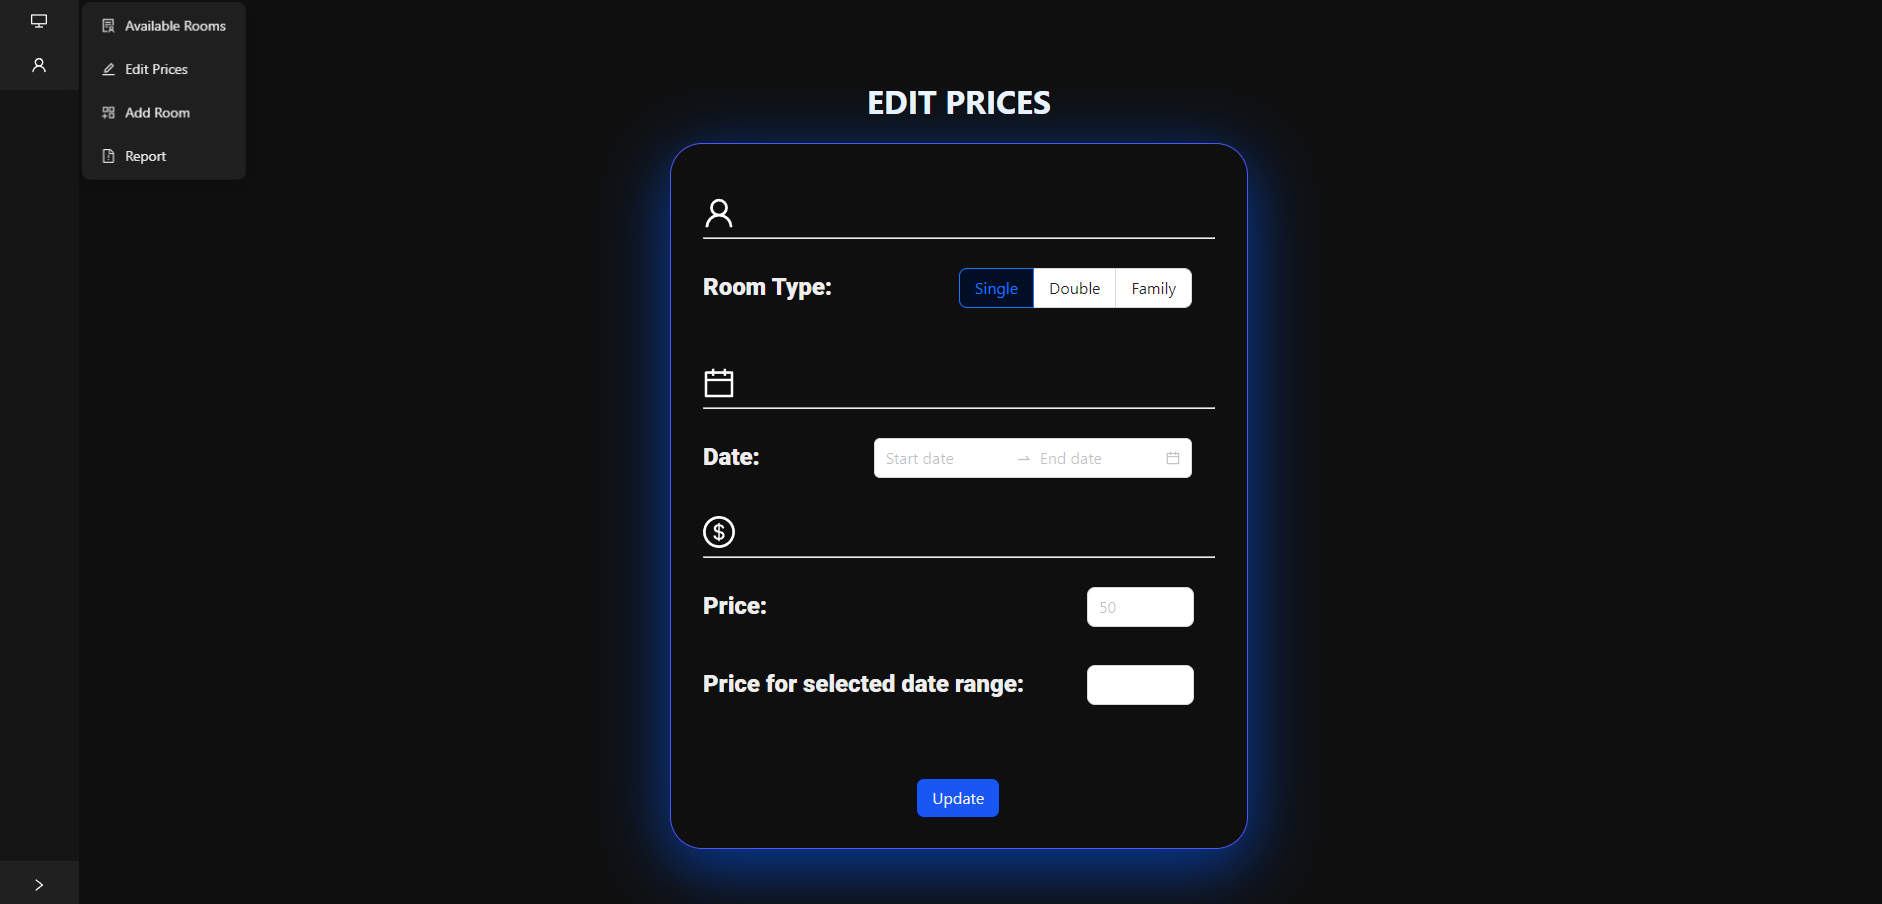 Available Rooms
Edit Prices
Add Room
Report
EDIT PRICES
Room Type: Single Double Family
Date: Start date → End date
$
Price: 50
Price for selected date range:
Update